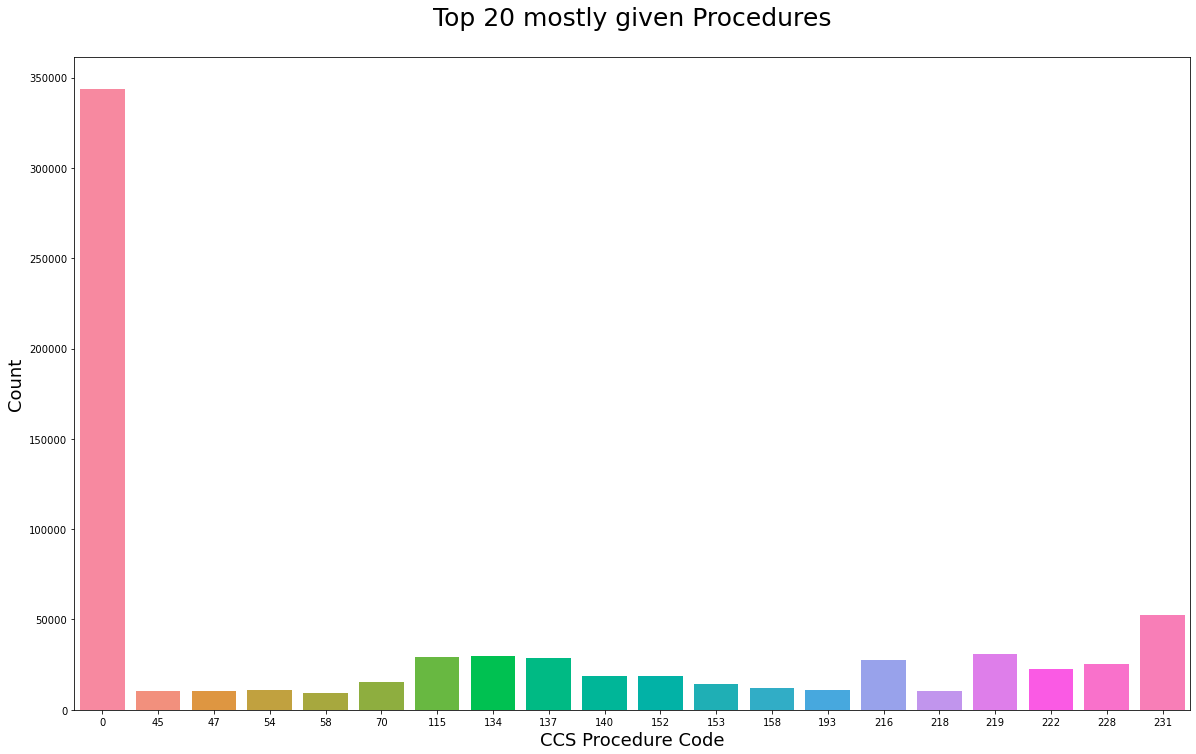 Top 20 mostly given Procedures
350000
300000
250000
200000
150000
100000
50000
0
Count
0 45 47 54 58 70 115 134 137 140 152 153 158 193 216 218 219 222 228 231
CCS Procedure Code